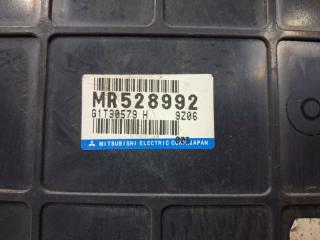 MR528992
G1T30579 H 9Z06
MITSUBISHI ELECTRIC CORP. JAPAN